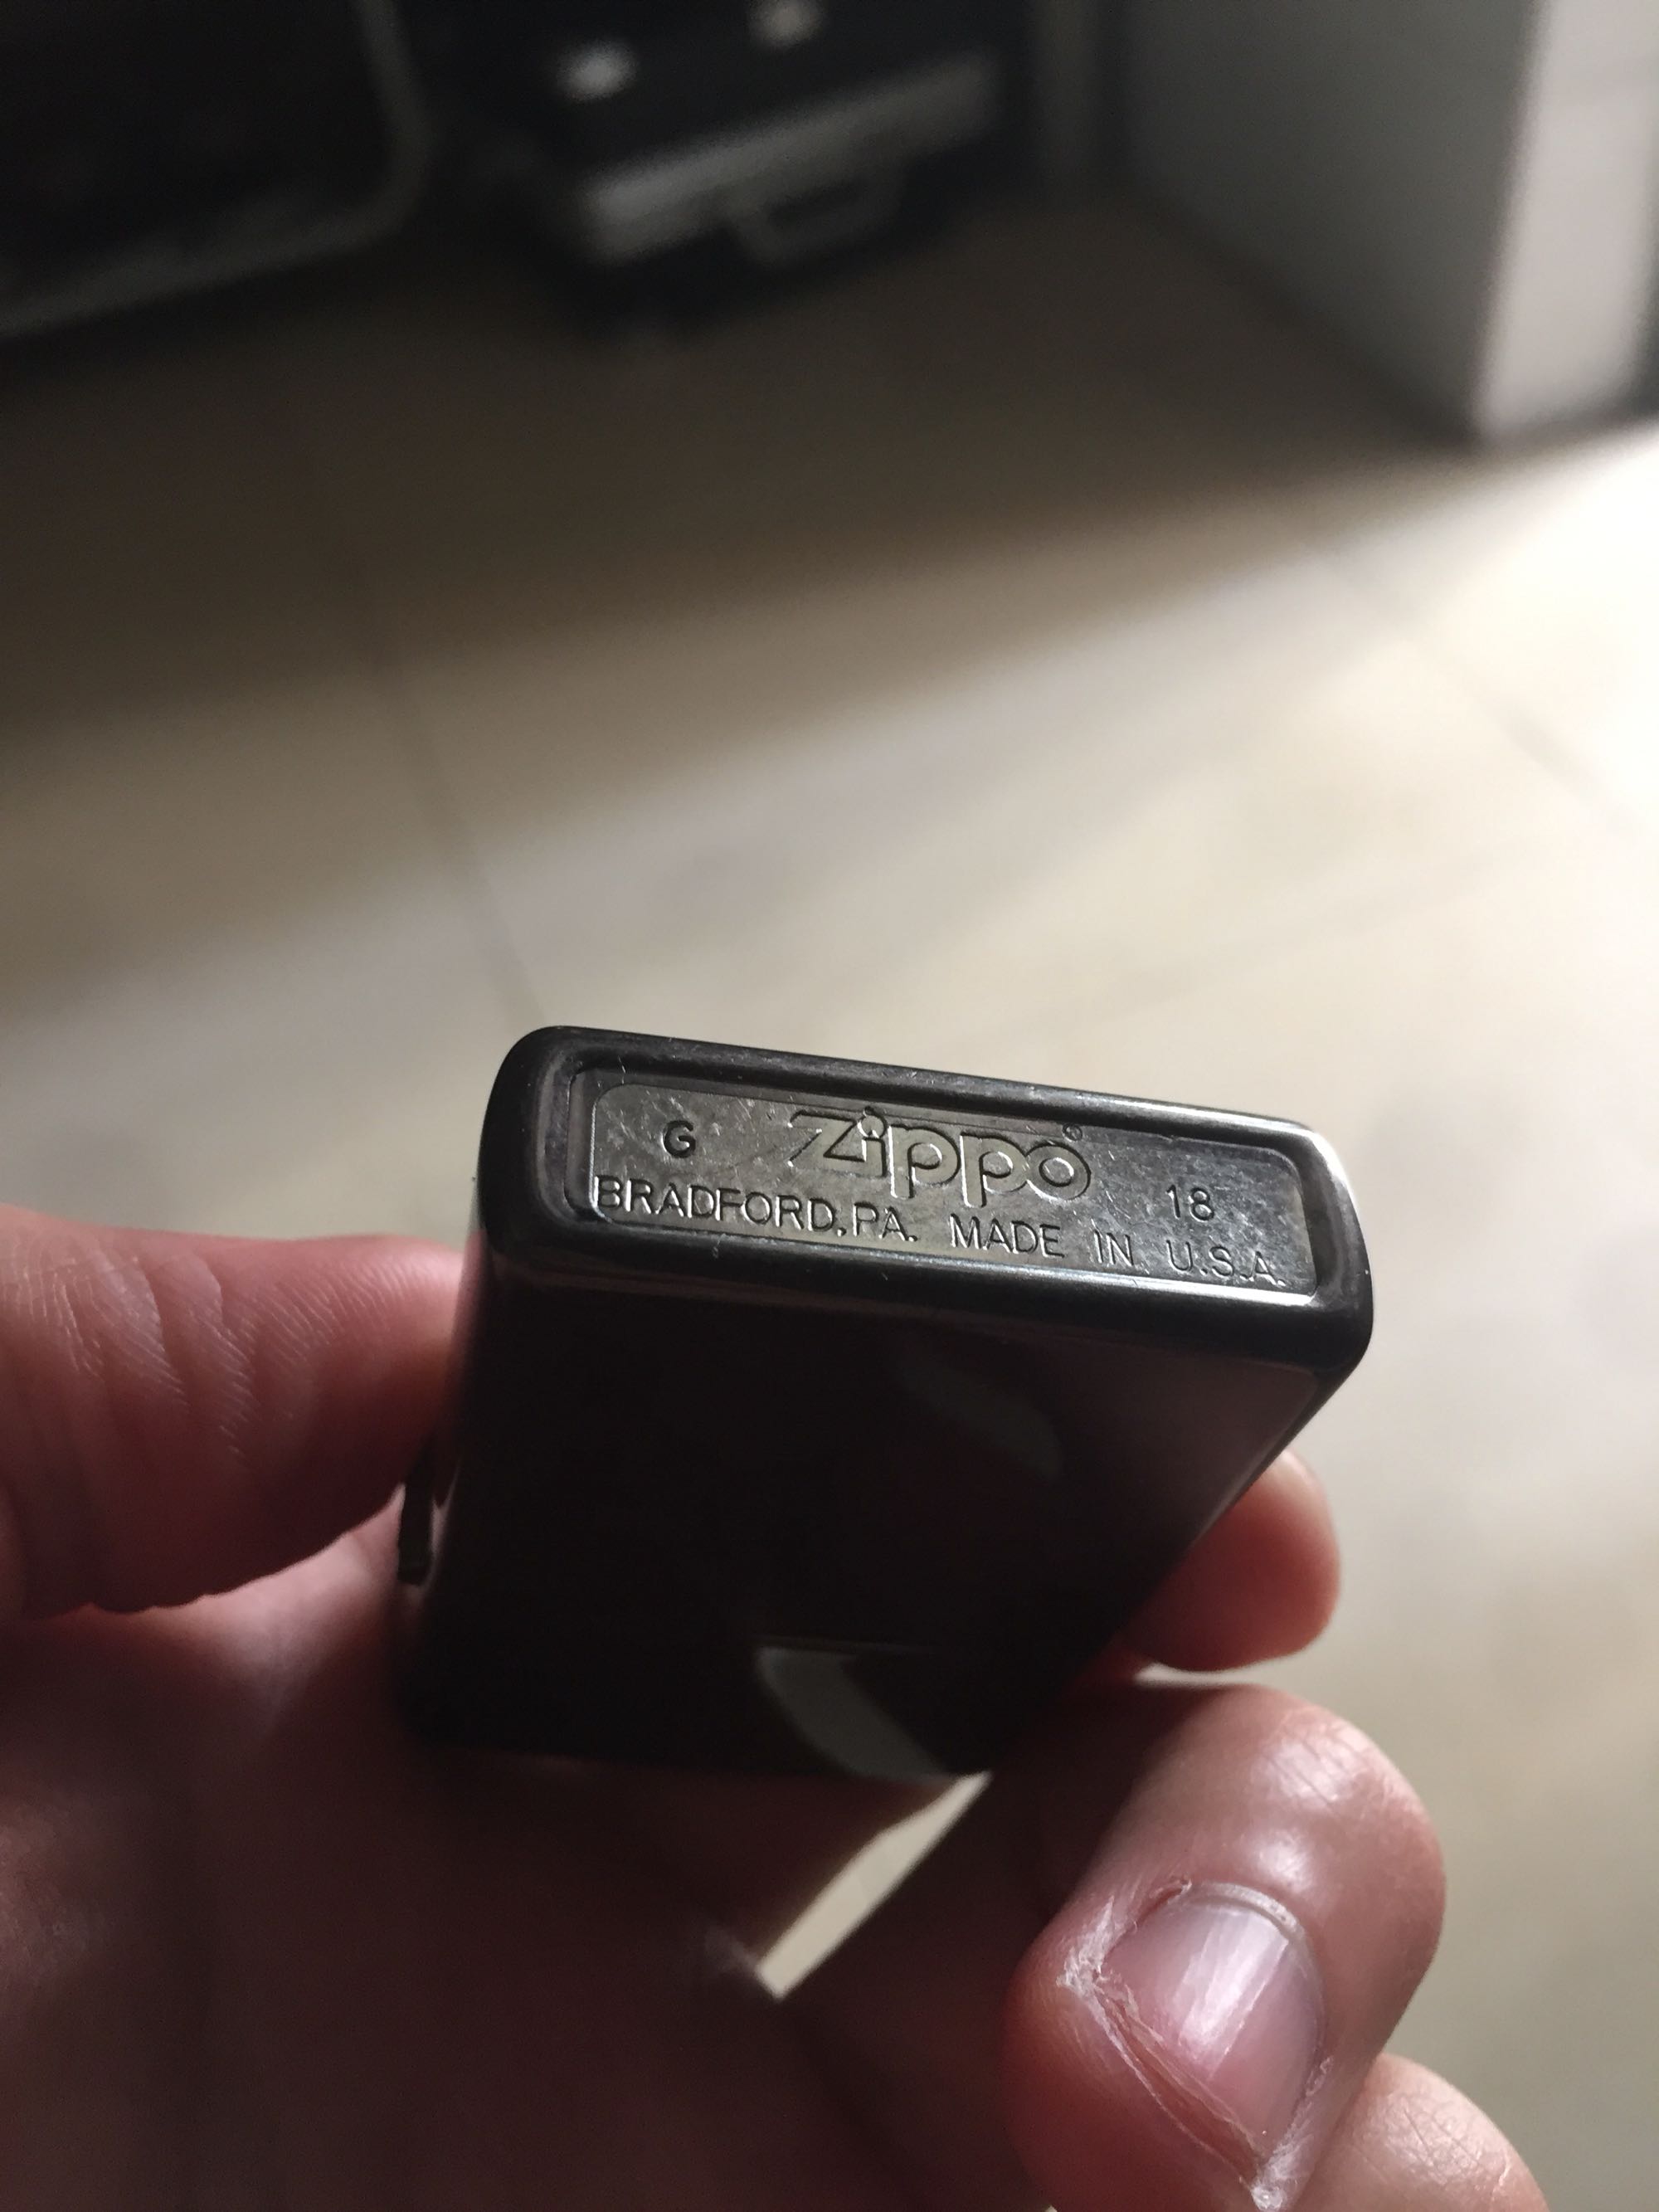 G Zippo® 18
BRADFORD, PA. MADE IN U.S.A.